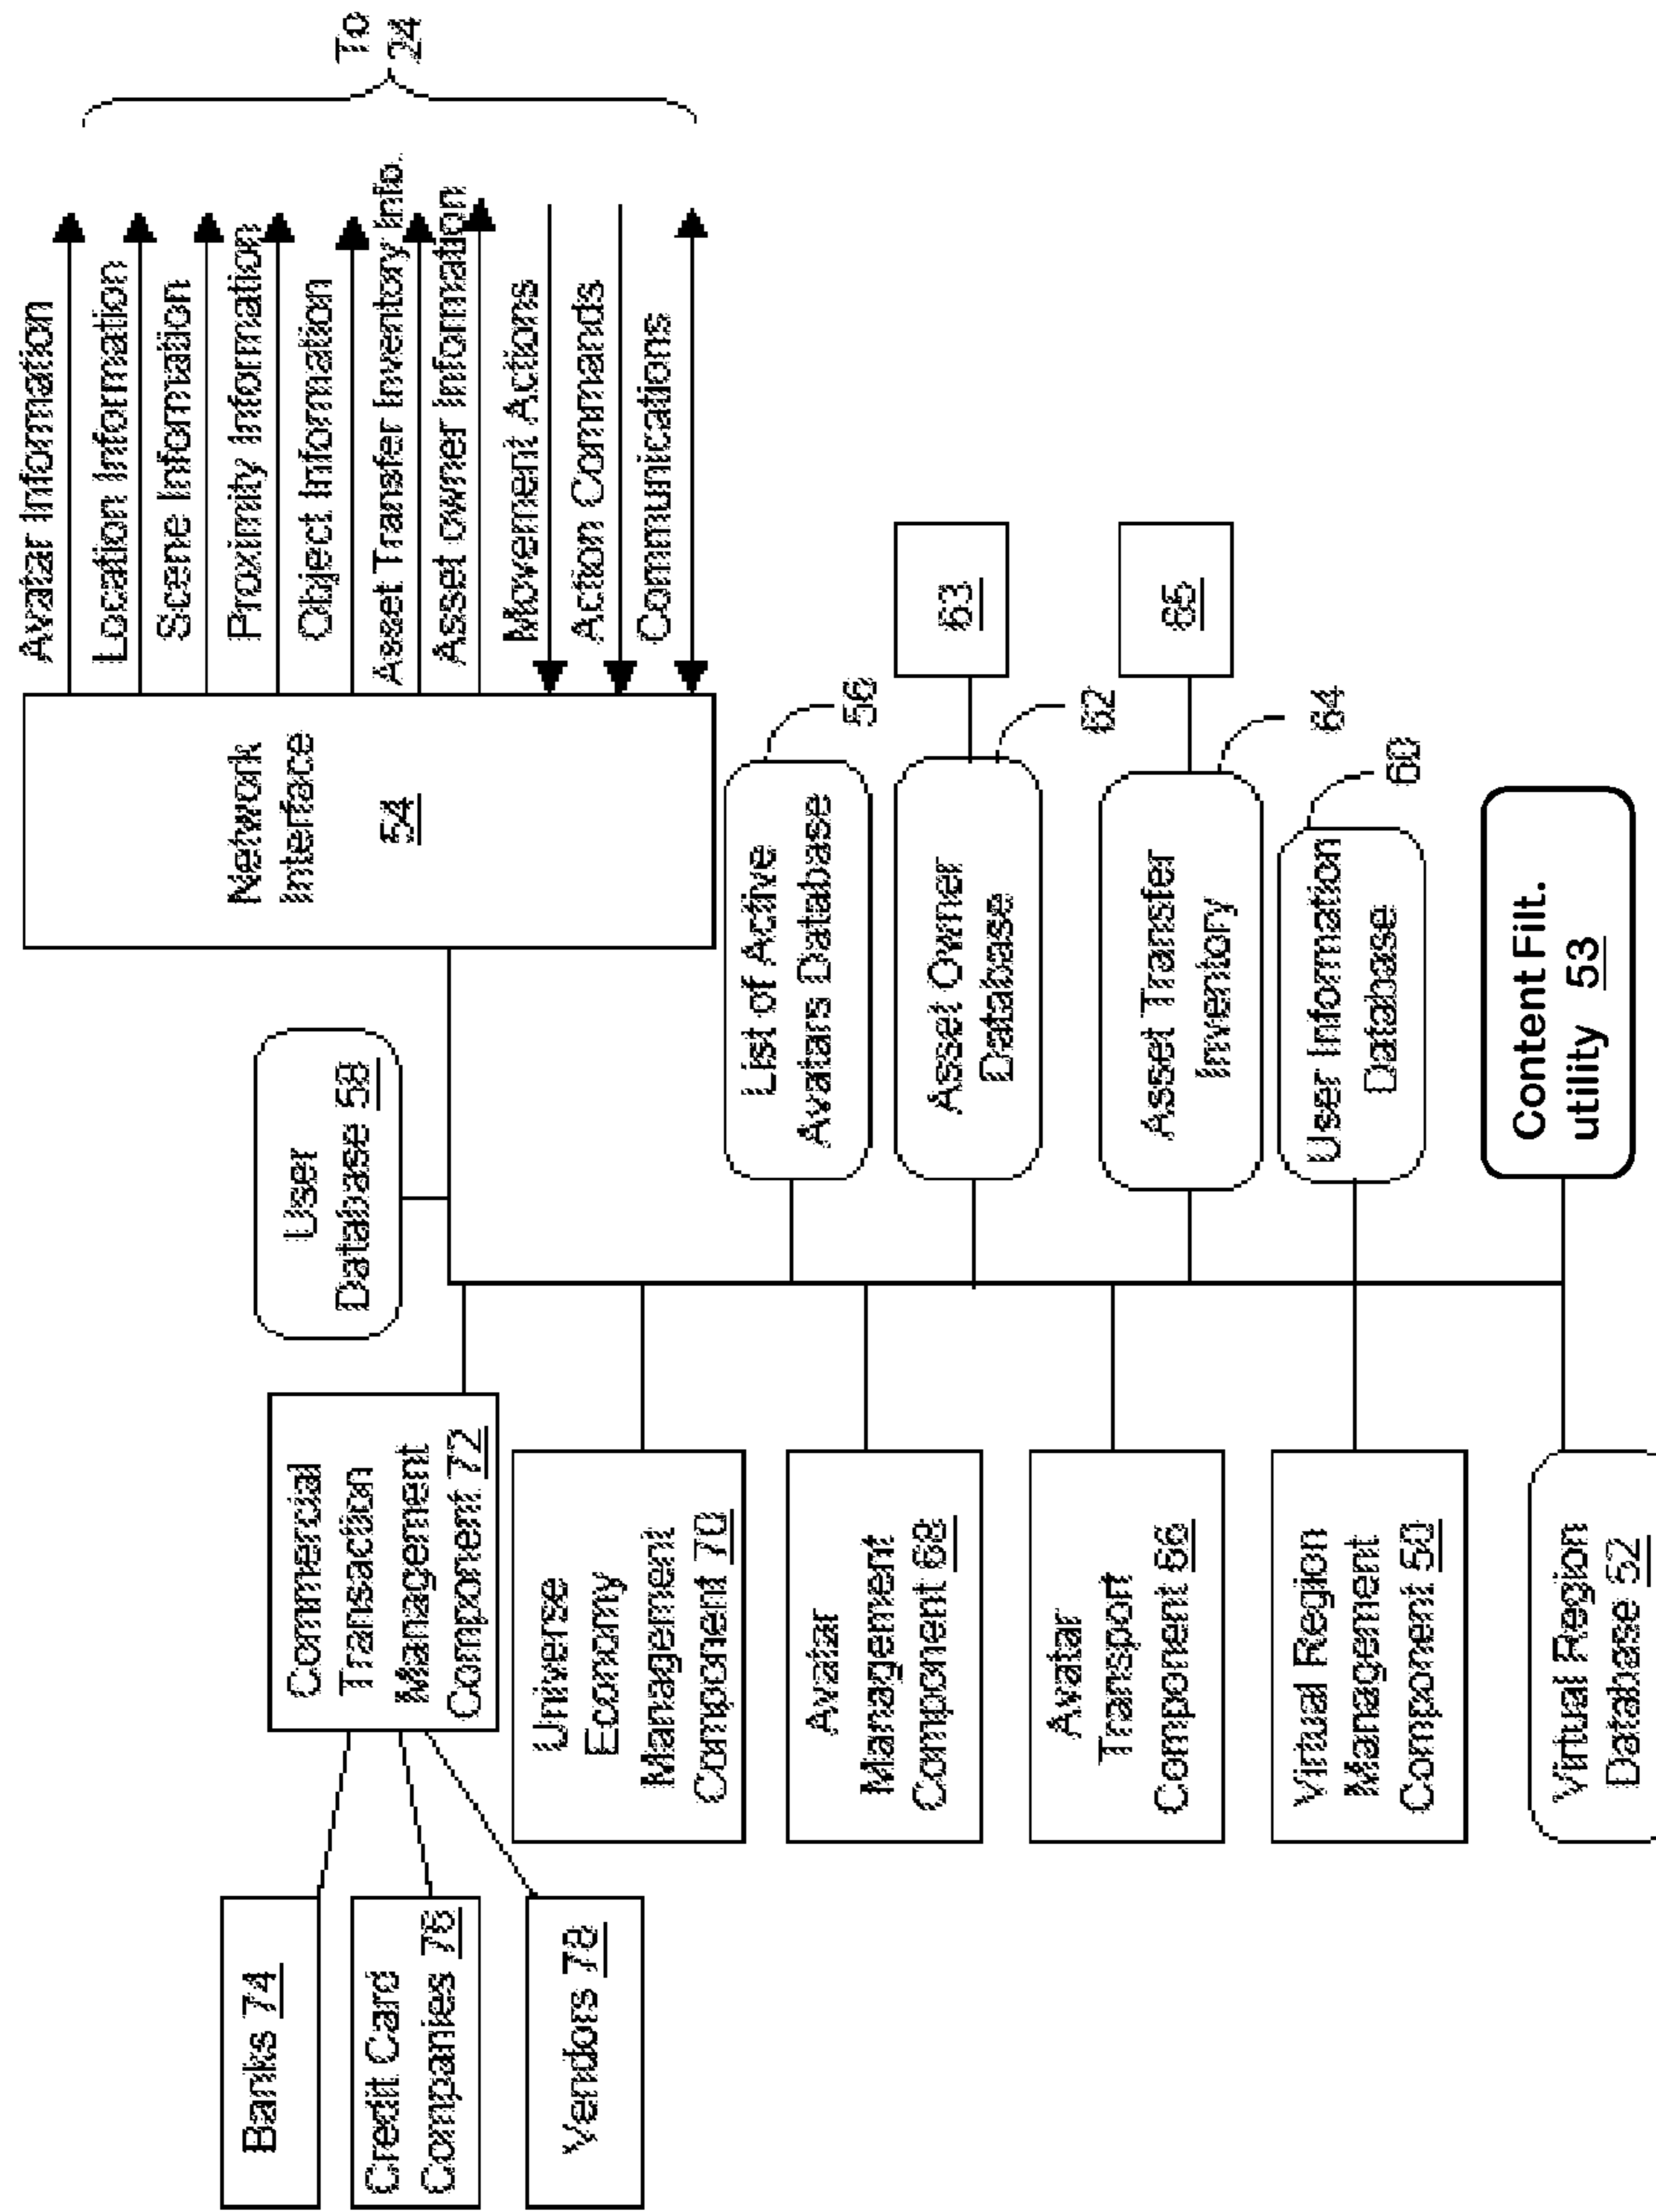 Avatar Information
Location Information
Scene Information
Proximity Information
Object Information
Asset Transfer Inventory Info.
Asset owner Information
Movement Actions
Action Commands
Communications
To
24
Network
Interface
54
User
Database 58
List of Active
Avatars Database
56
Asset Owner
Database
62
63
Asset Transfer
Inventory
64
65
User Information
Database
60
Content Filt.
utility 53
Commercial
Transaction
Management
Component 72
Banks 74
Credit Card
Companies 76
Vendors 78
Universe
Economy
Management
Component 70
Avatar
Management
Component 68
Avatar
Transport
Component 66
Virtual Region
Management
Component 50
Virtual Region
Database 52